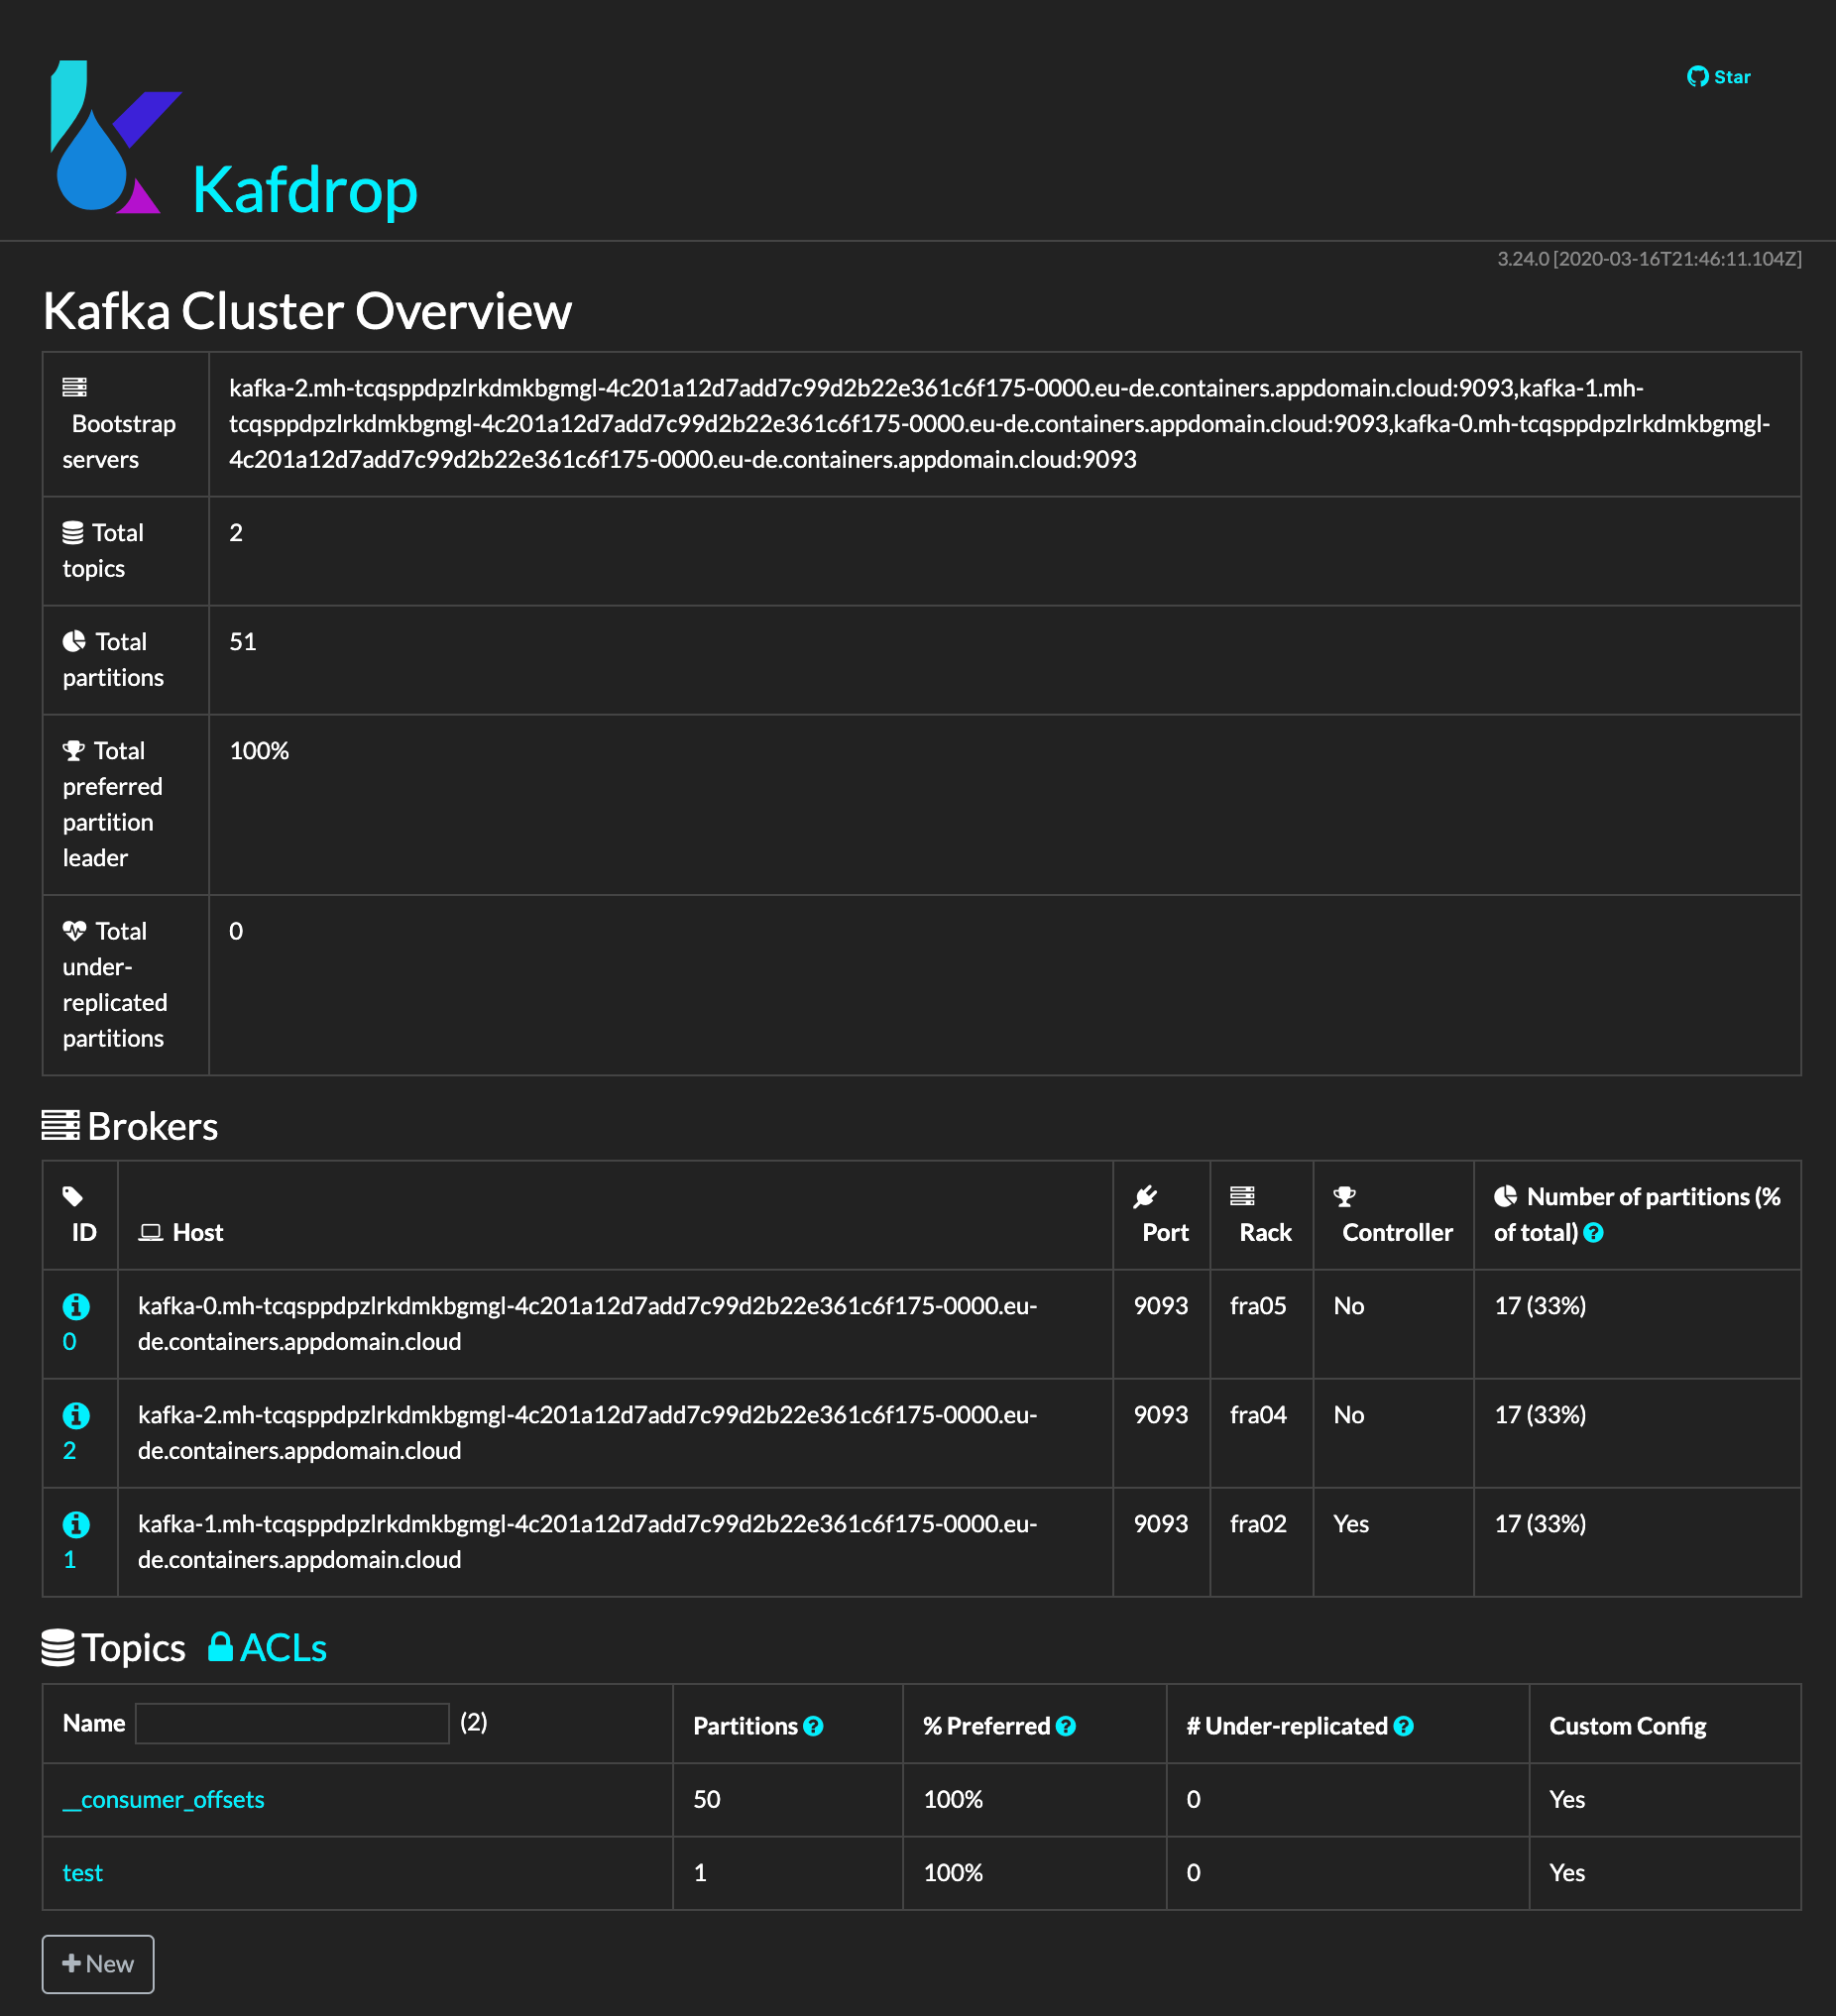 Star
Kafdrop
3.24.0 [2020-03-16T21:46:11.104Z]
Kafka Cluster Overview
Bootstrap
servers
kafka-2.mh-tcqsppdpzlrkdmkbgmgl-4c201a12d7add7c99d2b22e361c6f175-0000.eu-de.containers.appdomain.cloud:9093,kafka-1.mh-
tcqsppdpzlrkdmkbgmgl-4c201a12d7add7c99d2b22e361c6f175-0000.eu-de.containers.appdomain.cloud:9093,kafka-0.mh-tcqsppdpzlrkdmkbgmgl-
4c201a12d7add7c99d2b22e361c6f175-0000.eu-de.containers.appdomain.cloud:9093
Total
topics
2
Total
partitions
51
Total
preferred
partition
leader
100%
Total
under-
replicated
partitions
0
Brokers
ID
Host
Port
Rack
Controller
Number of partitions (%
of total)
0
kafka-0.mh-tcqsppdpzlrkdmkbgmgl-4c201a12d7add7c99d2b22e361c6f175-0000.eu-
de.containers.appdomain.cloud
9093
fra05
No
17 (33%)
2
kafka-2.mh-tcqsppdpzlrkdmkbgmgl-4c201a12d7add7c99d2b22e361c6f175-0000.eu-
de.containers.appdomain.cloud
9093
fra04
No
17 (33%)
1
kafka-1.mh-tcqsppdpzlrkdmkbgmgl-4c201a12d7add7c99d2b22e361c6f175-0000.eu-
de.containers.appdomain.cloud
9093
fra02
Yes
17 (33%)
Topics ACLs
Name (2)
Partitions
% Preferred
# Under-replicated
Custom Config
__consumer_offsets
50
100%
0
Yes
test
1
100%
0
Yes
New